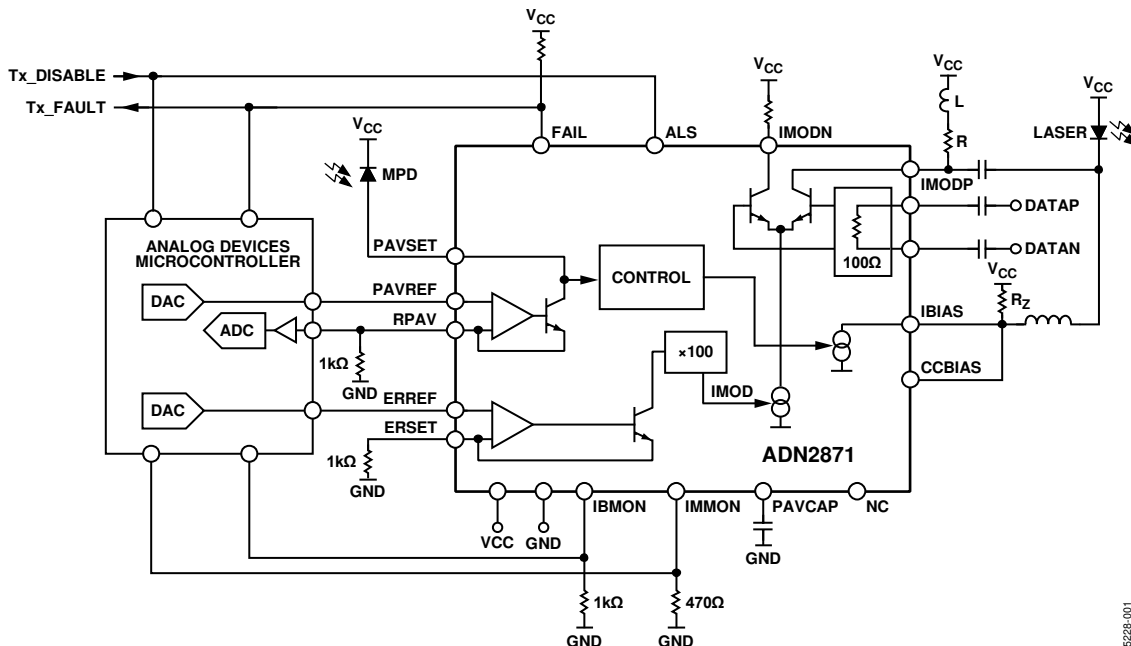 VCC
Tx_DISABLE
Tx_FAULT
VCC
VCC
VCC
L
R
LASER
VCC
FAIL
ALS
IMODN
MPD
IMODP
DATAP
DATAN
100Ω
ANALOG DEVICES
MICROCONTROLLER
PAVSET
CONTROL
VCC
RZ
DAC
PAVREF
ADC
RPAV
IBIAS
1kΩ
GND
×100
CCBIAS
IMOD
DAC
ERREF
ERSET
1kΩ
GND
ADN2871
IBMON
IMMON
PAVCAP
NC
VCC
GND
GND
1kΩ
470Ω
GND
GND
5228-001